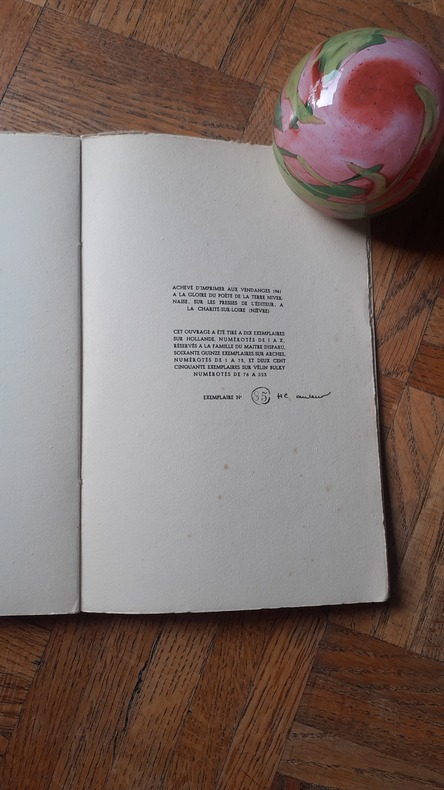 ACHEVÉ D'IMPRIMER AUX VENDANGES 1941
A LA GLOIRE DU POÈTE DE LA TERRE NIVER-
NAISE, SUR LES PRESSES DE L'ÉDITEUR, A
LA CHARITÉ-SUR-LOIRE (NIÈVRE)
CET OUVRAGE A ÉTÉ TIRÉ A DIX EXEMPLAIRES
SUR HOLLANDE, NUMÉROTÉS DE I A X,
RÉSERVÉS A LA FAMILLE DU MAITRE DISPARU,
SOIXANTE QUINZE EXEMPLAIRES SUR ARCHES,
NUMÉROTÉS DE 1 A 75, ET DEUX CENT
CINQUANTE EXEMPLAIRES SUR VÉLIN
NUMÉROTÉS DE 76 A 325
EXEMPLAIRE N° HC